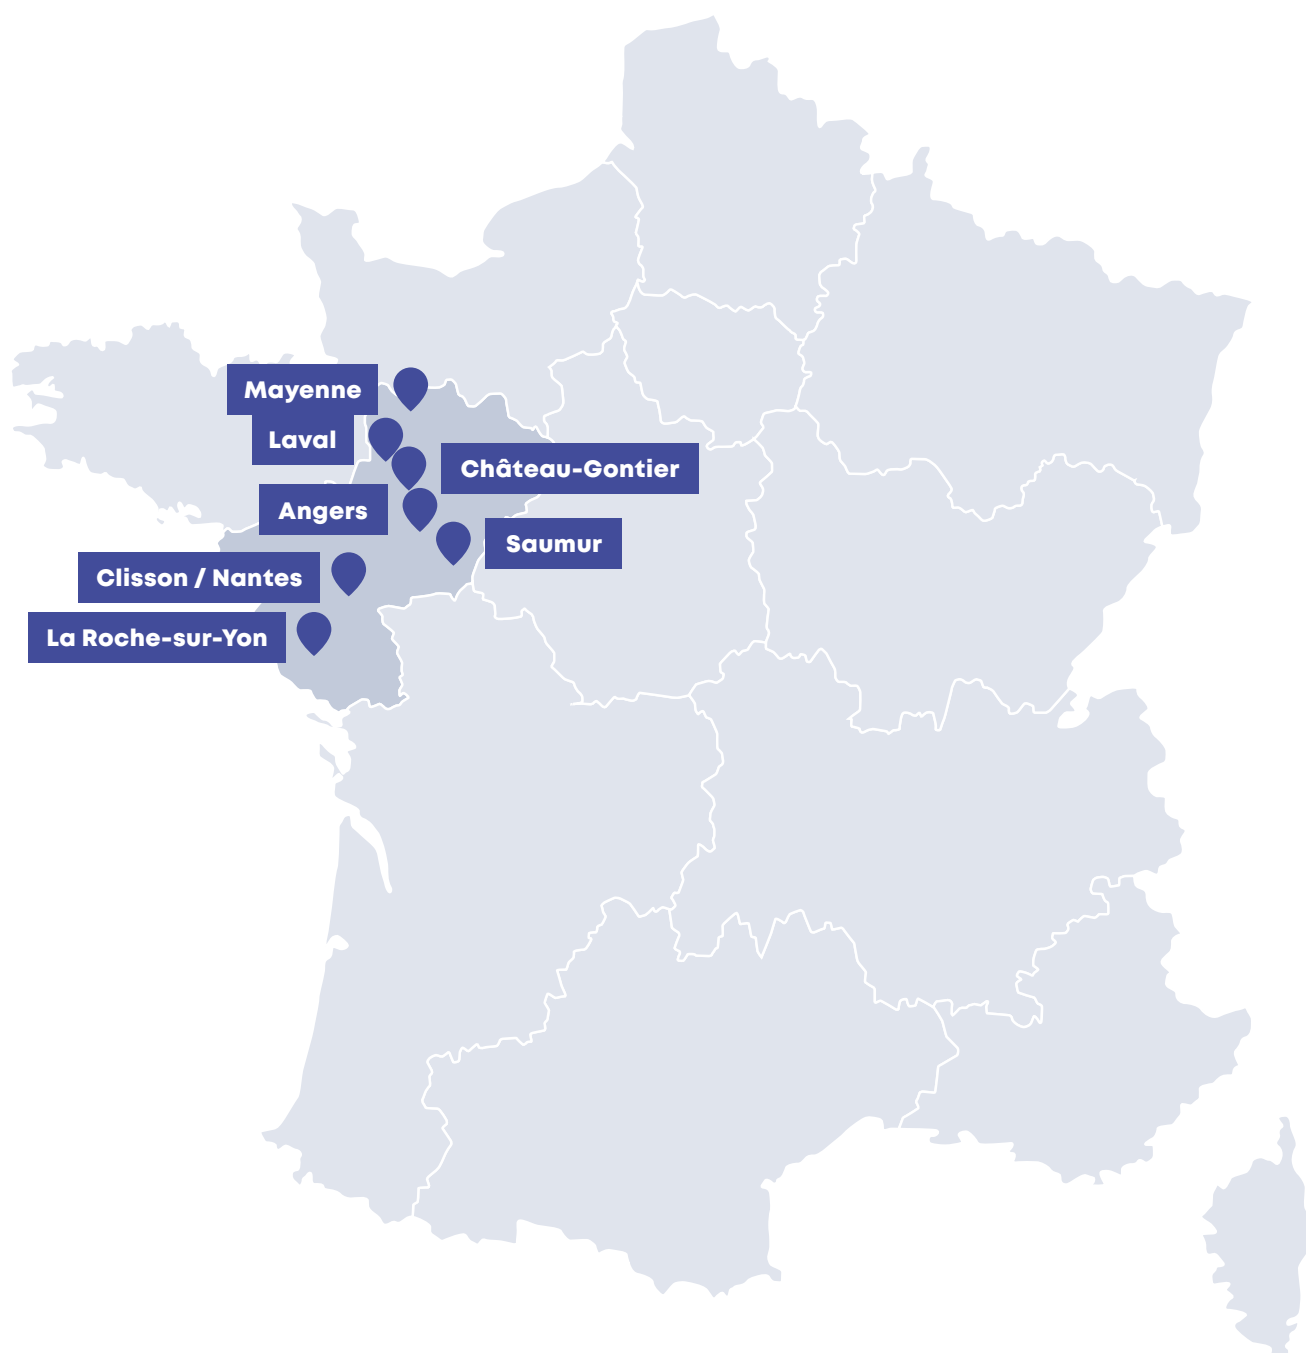 Mayenne
Laval
Château-Gontier
Angers
Saumur
Clisson / Nantes
La Roche-sur-Yon